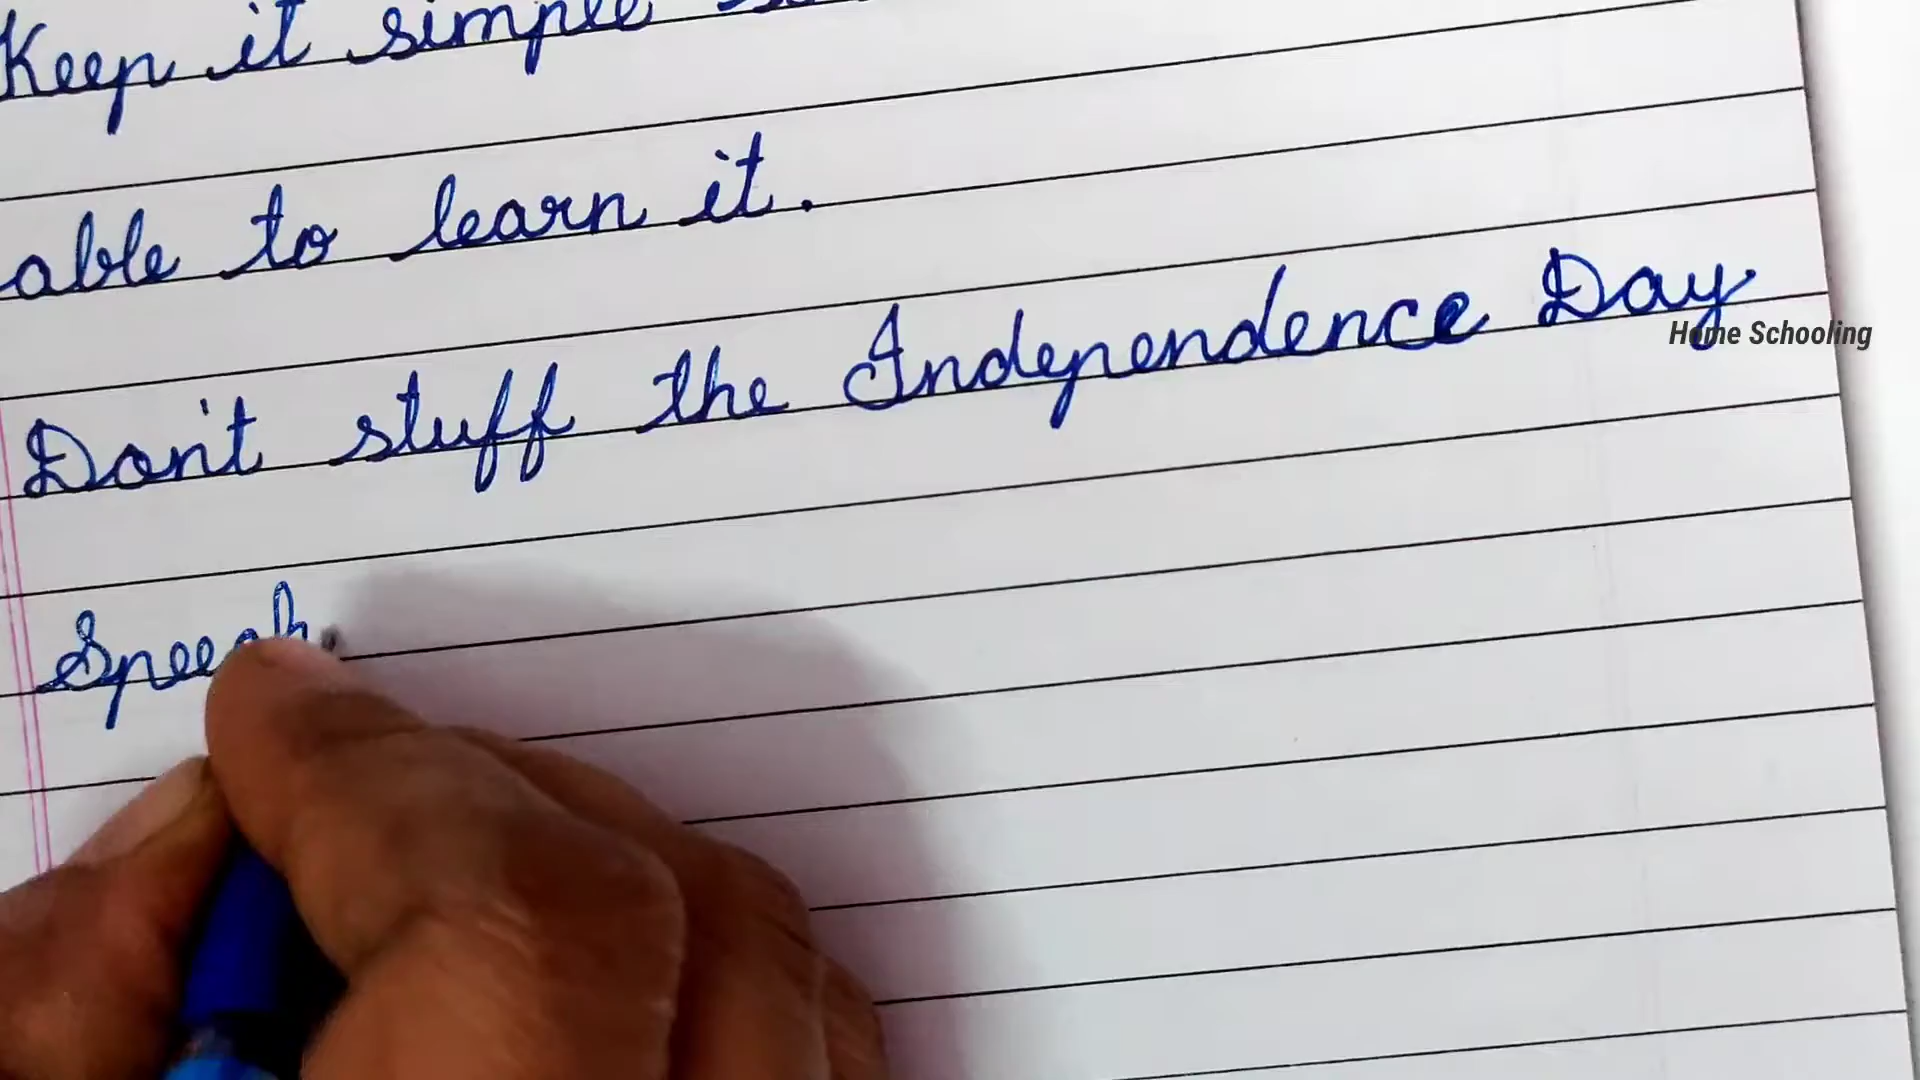 Keep it simple
able to learn it.
Don't stuff the Independence Day
Home Schooling
Speech.